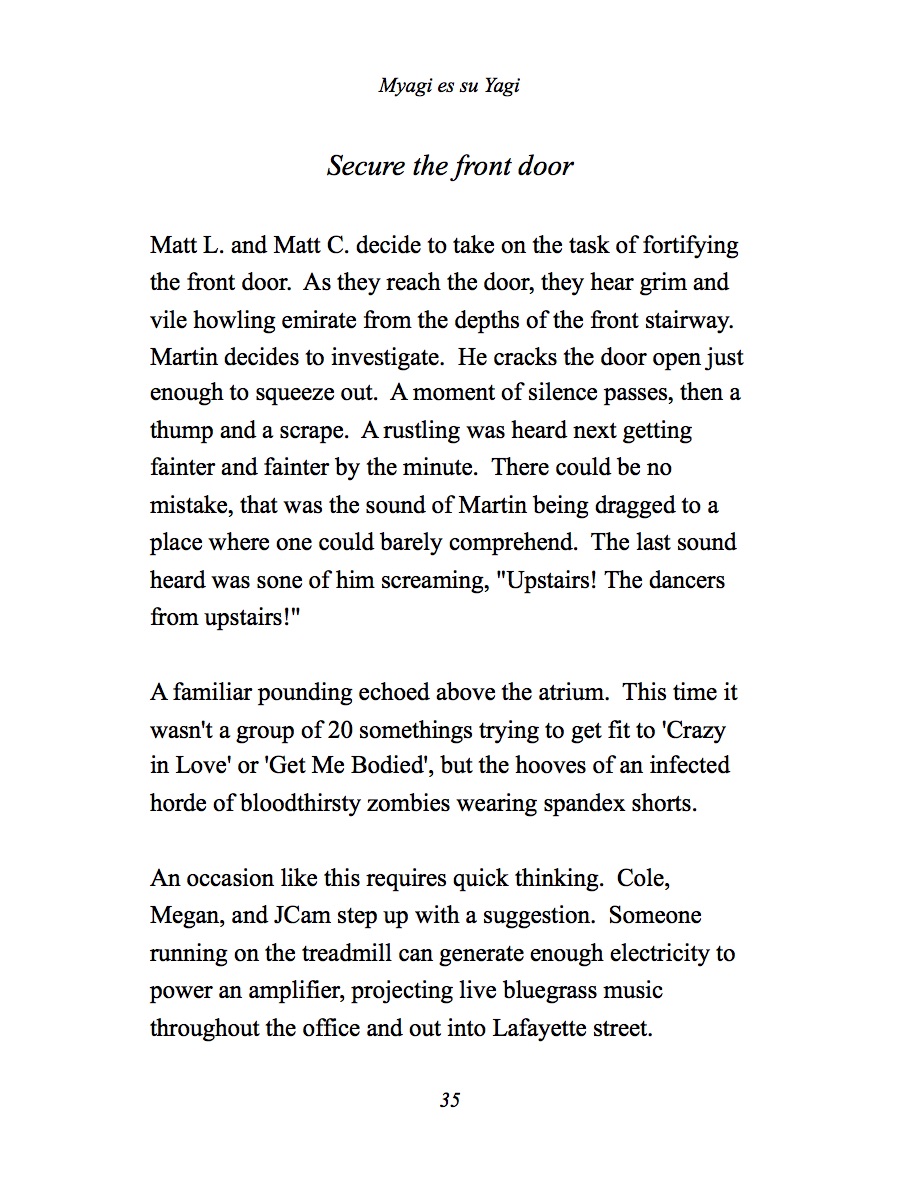 Myagi es su Yagi
Secure the front door
Matt L. and Matt C. decide to take on the task of fortifying
the front door.  As they reach the door, they hear grim and
vile howling emirate from the depths of the front stairway.
Martin decides to investigate.  He cracks the door open just
enough to squeeze out.  A moment of silence passes, then a
thump and a scrape.  A rustling was heard next getting
fainter and fainter by the minute.  There could be no
mistake, that was the sound of Martin being dragged to a
place where one could barely comprehend.  The last sound
heard was sone of him screaming, "Upstairs! The dancers
from upstairs!"
A familiar pounding echoed above the atrium.  This time it
wasn't a group of 20 somethings trying to get fit to 'Crazy
in Love' or 'Get Me Bodied', but the hooves of an infected
horde of bloodthirsty zombies wearing spandex shorts.
An occasion like this requires quick thinking.  Cole,
Megan, and JCam step up with a suggestion.  Someone
running on the treadmill can generate enough electricity to
power an amplifier, projecting live bluegrass music
throughout the office and out into Lafayette street.
35